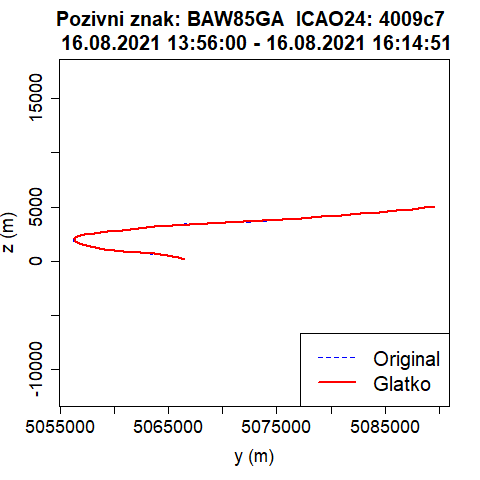 Pozivni znak: BAW85GA ICAO24: 4009c7
16.08.2021 13:56:00 - 16.08.2021 16:14:51
15000
5000
0
-10000
z (m)
Original
Glatko
5055000 5065000 5075000 5085000
y (m)